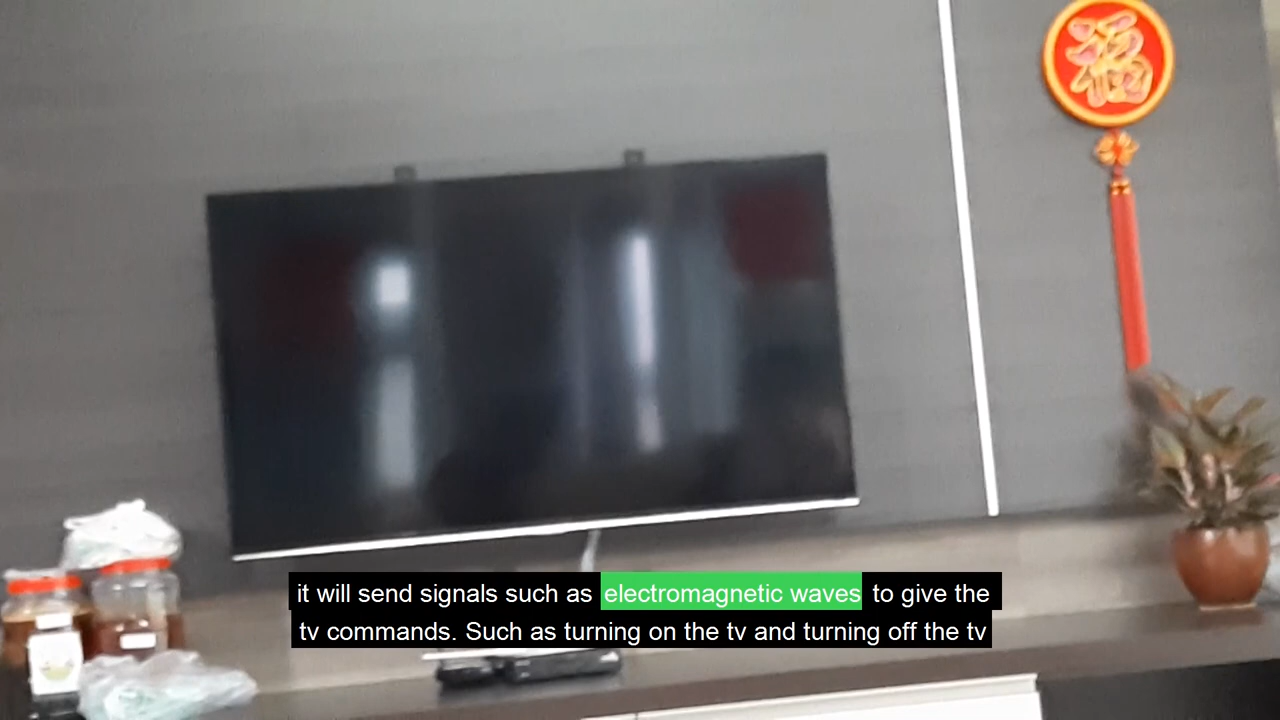 福
it will send signals such as electromagnetic waves to give the
tv commands. Such as turning on the tv and turning off the tv